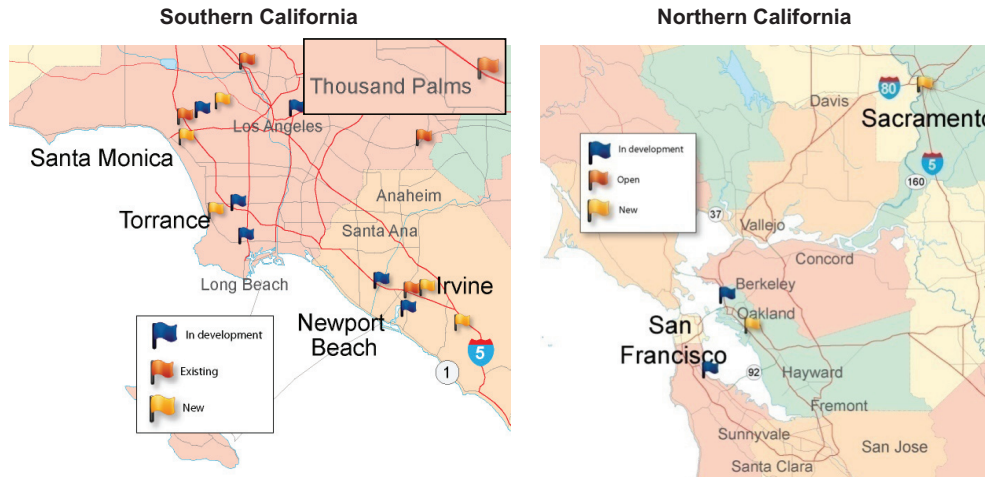 Southern California
Northern California
Thousand Palms
Los Angeles
Santa Monica
Anaheim
Torrance
Santa Ana
Long Beach
Irvine
Newport
Beach
In development
Existing
New
5
1
80
Davis
Sacramento
In development
Open
New
5
160
37
Vallejo
Concord
Berkeley
Oakland
San
Francisco
92
Hayward
Fremont
Sunnyvale
San Jose
Santa Clara